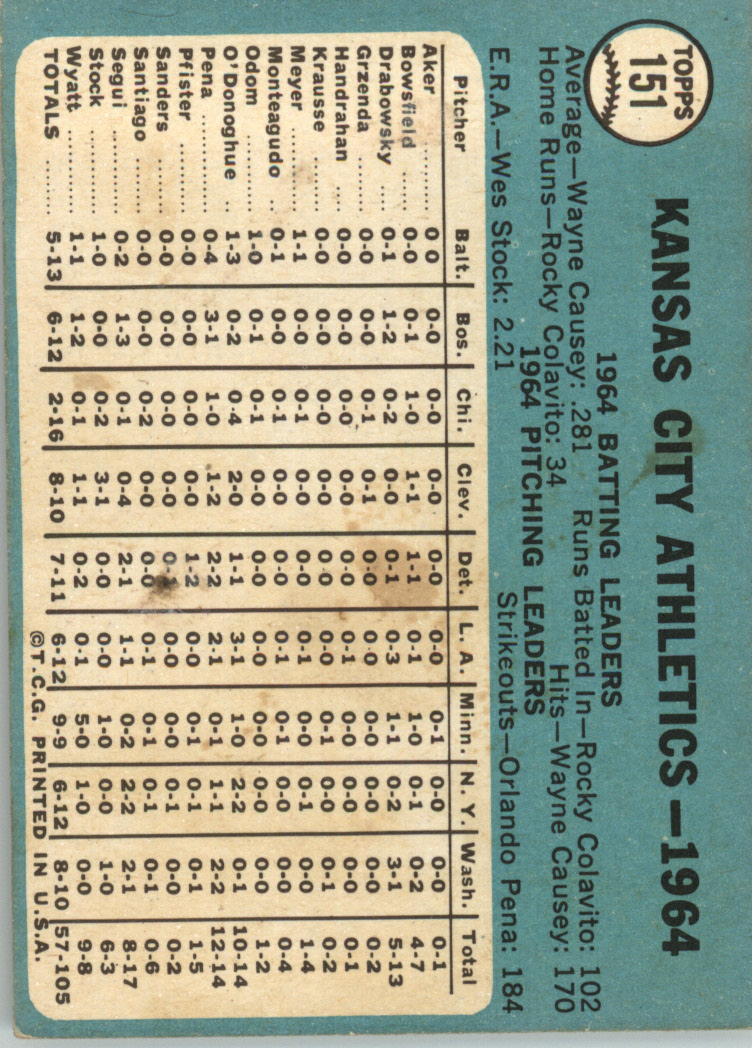 TOPPS
151
KANSAS CITY ATHLETICS—1964
1964 BATTING LEADERS
Average—Wayne Causey: .281 Runs Batted In—Rocky Colavito: 102
Home Runs—Rocky Colavito: 34 Hits—Wayne Causey: 170
1964 PITCHING LEADERS
E.R.A.—Wes Stock: 2.21 Strikeouts—Orlando Pena: 184
Pitcher Balt. Bos. Chi. Clev. Det. L. A. Minn. N. Y. Wash. Total
Aker ......... 0 0 0-0 0-0 0-0 0-0 0-0 0-1 0-0 0-0 0-1
Bowsfield ..... 0-0 0-1 1-0 1-1 1-1 0-1 1-0 0-1 0-2 4-7
Drabowsky .... 0-1 1-2 0-2 0-0 0-1 0-3 1-1 0-2 3-1 5-13
Grzenda ....... 0-0 0-0 0-1 0-1 0-0 0 0 0-0 0-0 0-0 0-2
Handrahan .... 0-0 0-0 0-0 0-0 0-0 0-1 0-0 0-0 0-0 0-1
Krausse ....... 0-0 0-0 0-0 0-0 0-0 0-0 0-1 0-0 0-1 0-2
Meyer ......... 1-1 0-0 0-1 0-0 0-0 0-1 0-0 0-1 0-0 1-4
Monteagudo .. 0-1 0-0 0-1 0-0 0-0 0-1 0-1 0-0 0-0 0-4
Odom ......... 1-0 0-1 0-1 0-0 0-0 0-0 0-0 0-0 0-0 1-2
O'Donoghue .. 1-3 0-2 0-4 2-0 1-1 3-1 1-0 2-2 0-1 10-14
Pena .......... 0-4 3-1 1-0 1-2 2-2 2-1 0-1 1-1 2-2 12-14
Pfister ........ 0-0 0-0 0-0 0-0 1-2 0-1 0-1 0-0 0-1 1-5
Sanders ....... 0-0 0-0 0-0 0-0 0-1 0-0 0-0 0-1 0-0 0-2
Santiago ...... 0-0 0-0 0-2 0-0 0-0 0-1 0-1 0-1 0-1 0-6
Segui ......... 0-2 1-3 0-1 0-4 2-1 1-1 0-2 2-2 2-1 8-17
Stock ......... 1-0 0-0 0-2 3-1 0-0 0-0 1-0 0-0 1-0 6-3
Wyatt ......... 1-1 1-2 0-1 1-1 0-2 0-1 5-0 1-0 0-0 9-8
TOTALS ...... 5-13 6-12 2-16 8-10 7-11 6-12 9-9 6-12 8-10 57-105
©T.C.G. PRINTED IN U.S.A.